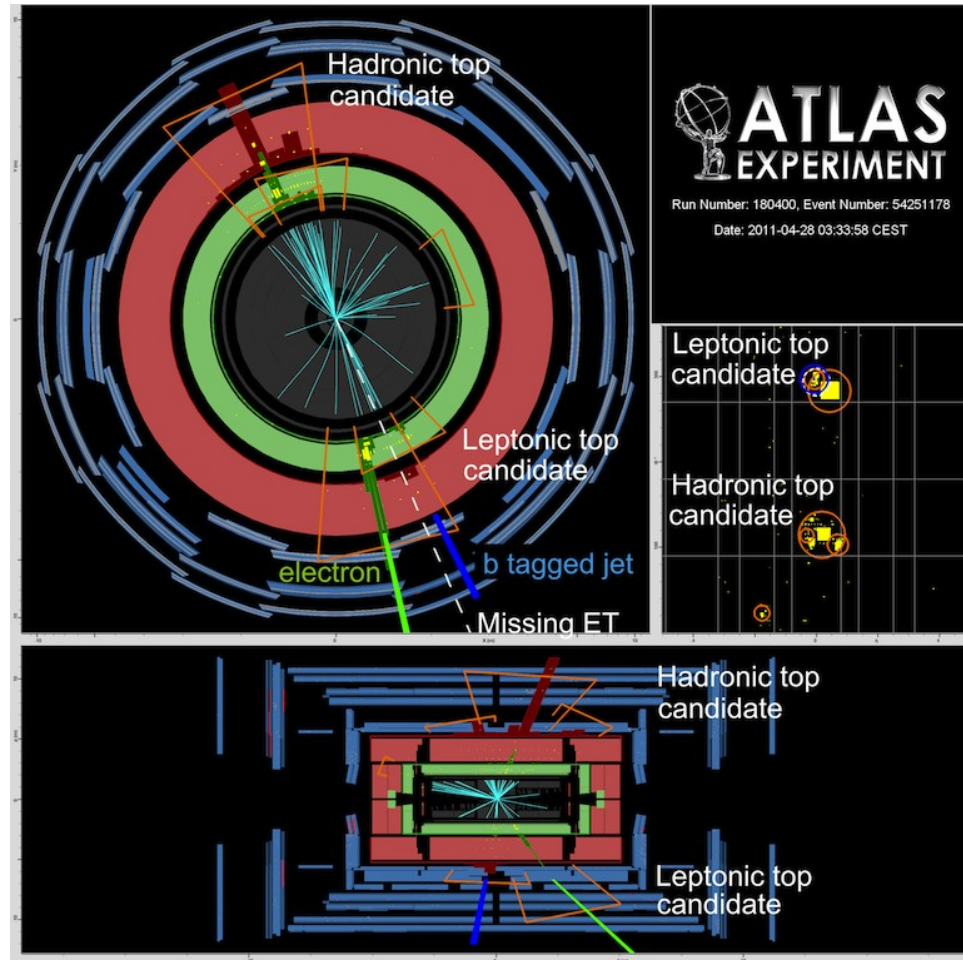 Hadronic top
candidate
Leptonic top
candidate
electron
b tagged jet
Missing ET
ATLAS
EXPERIMENT
Run Number: 180400, Event Number: 54251178
Date: 2011-04-28 03:33:58 CEST
Leptonic top
candidate
Hadronic top
candidate
Hadronic top
candidate
Leptonic top
candidate